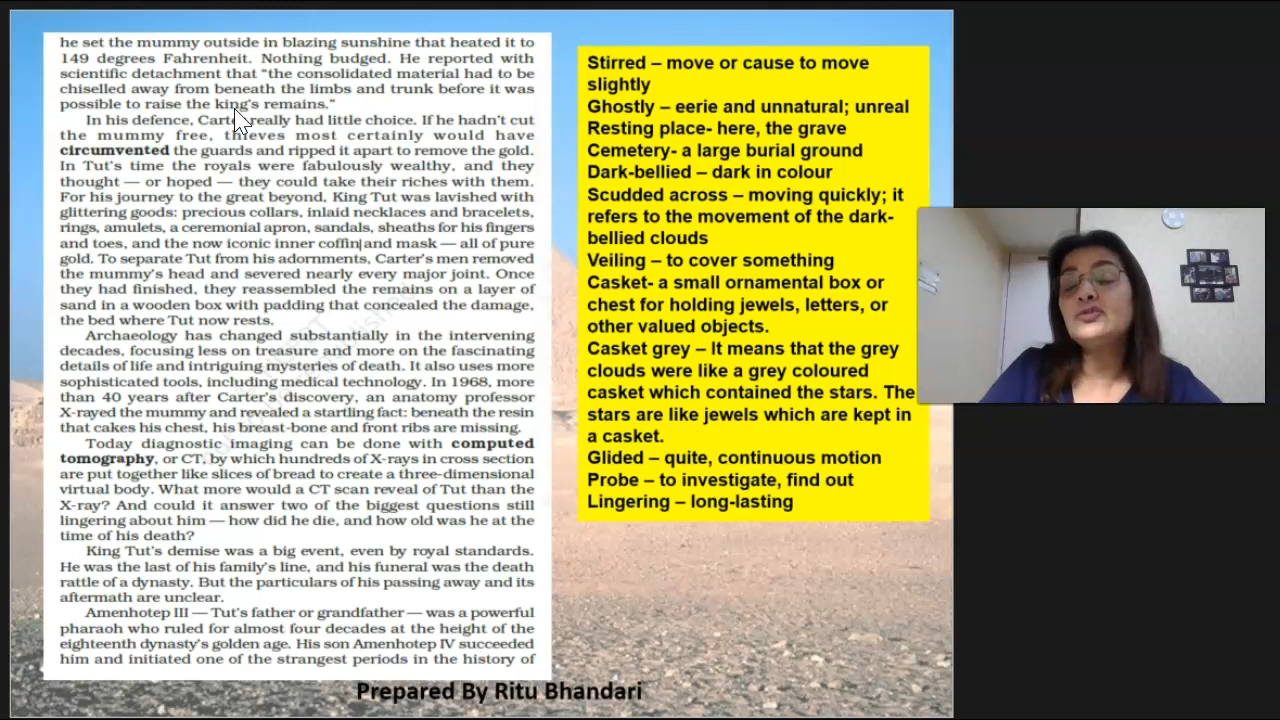 he set the mummy outside in blazing sunshine that heated it to
149 degrees Fahrenheit. Nothing budged. He reported with
scientific detachment that “the consolidated material had to be
chiselled away from beneath the limbs and trunk before it was
possible to raise the king's remains.”
In his defence, Carter really had little choice. If he hadn't cut
the mummy free, thieves most certainly would have
circumvented the guards and ripped it apart to remove the gold.
In Tut's time the royals were fabulously wealthy, and they
thought — or hoped — they could take their riches with them.
For his journey to the great beyond, King Tut was lavished with
glittering goods: precious collars, inlaid necklaces and bracelets,
rings, amulets, a ceremonial apron, sandals, sheaths for his fingers
and toes, and the now iconic inner coffin and mask — all of pure
gold. To separate Tut from his adornments, Carter's men removed
the mummy's head and severed nearly every major joint. Once
they had finished, they reassembled the remains on a layer of
sand in a wooden box with padding that concealed the damage,
the bed where Tut now rests.
Archaeology has changed substantially in the intervening
decades, focusing less on treasure and more on the fascinating
details of life and intriguing mysteries of death. It also uses more
sophisticated tools, including medical technology. In 1968, more
than 40 years after Carter's discovery, an anatomy professor
X-rayed the mummy and revealed a startling fact: beneath the resin
that cakes his chest, his breast-bone and front ribs are missing.
Today diagnostic imaging can be done with computed
tomography, or CT, by which hundreds of X-rays in cross section
are put together like slices of bread to create a three-dimensional
virtual body. What more would a CT scan reveal of Tut than the
X-ray? And could it answer two of the biggest questions still
lingering about him — how did he die, and how old was he at the
time of his death?
King Tut's demise was a big event, even by royal standards.
He was the last of his family's line, and his funeral was the death
rattle of a dynasty. But the particulars of his passing away and its
aftermath are unclear.
Amenhotep III — Tut's father or grandfather — was a powerful
pharaoh who ruled for almost four decades at the height of the
eighteenth dynasty's golden age. His son Amenhotep IV succeeded
him and initiated one of the strangest periods in the history of
Stirred – move or cause to move
slightly
Ghostly – eerie and unnatural; unreal
Resting place- here, the grave
Cemetery- a large burial ground
Dark-bellied – dark in colour
Scudded across – moving quickly; it
refers to the movement of the dark-
bellied clouds
Veiling – to cover something
Casket- a small ornamental box or
chest for holding jewels, letters, or
other valued objects.
Casket grey – It means that the grey
clouds were like a grey coloured
casket which contained the stars. The
stars are like jewels which are kept in
a casket.
Glided – quite, continuous motion
Probe – to investigate, find out
Lingering – long-lasting
Prepared By Ritu Bhandari